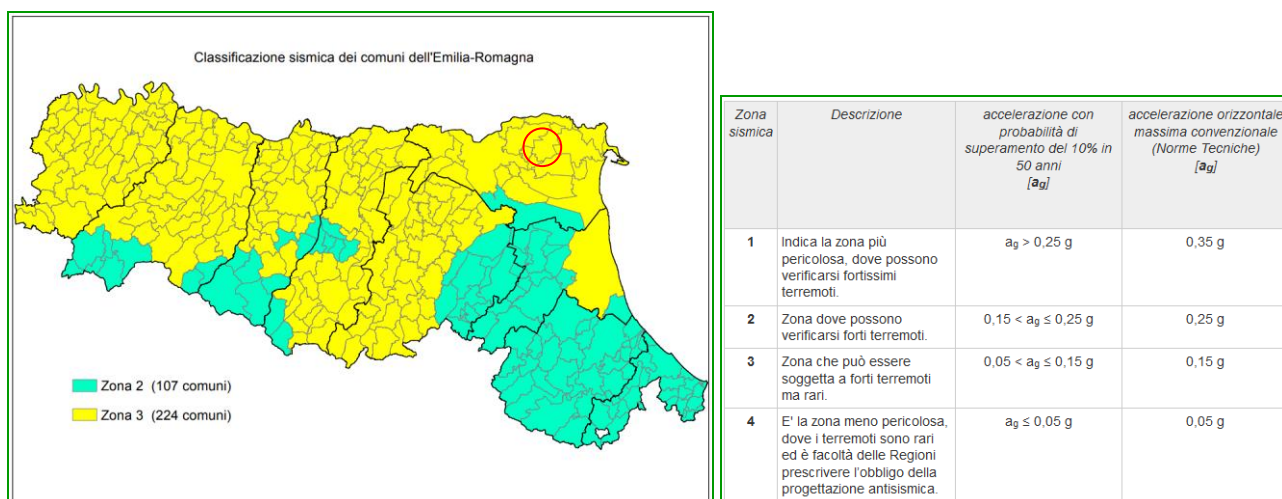 Classificazione sismica dei comuni dell'Emilia-Romagna
Zona 2 (107 comuni)
Zona 3 (224 comuni)
Zona
sismica
Descrizione
accelerazione con
probabilità di
superamento del 10% in
50 anni
[ag]
accelerazione orizzontale
massima convenzionale
(Norme Tecniche)
[ag]
1
Indica la zona più
pericolosa, dove possono
verificarsi fortissimi
terremoti.
ag > 0,25 g
0,35 g
2
Zona dove possono
verificarsi forti terremoti.
0,15 < ag ≤ 0,25 g
0,25 g
3
Zona che può essere
soggetta a forti terremoti
ma rari.
0,05 < ag ≤ 0,15 g
0,15 g
4
E' la zona meno pericolosa,
dove i terremoti sono rari
ed è facoltà delle Regioni
prescrivere l'obbligo della
progettazione antisismica.
ag ≤ 0,05 g
0,05 g